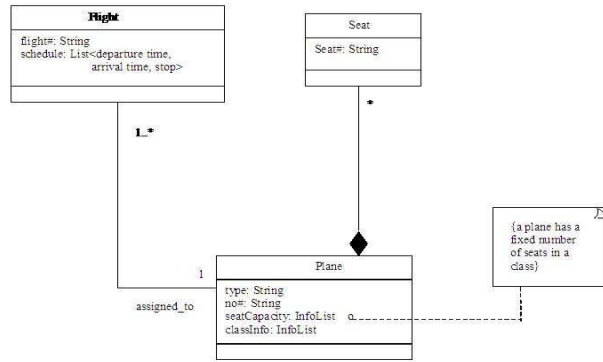 Flight
flight#: String
schedule: List<departure time,
arrival time, stop>
Seat
Seat#: String
1..*
*
{a plane has a
fixed number
of seats in a
class}
1
assigned_to
Plane
type: String
no#: String
seatCapacity: InfoList
classInfo: InfoList